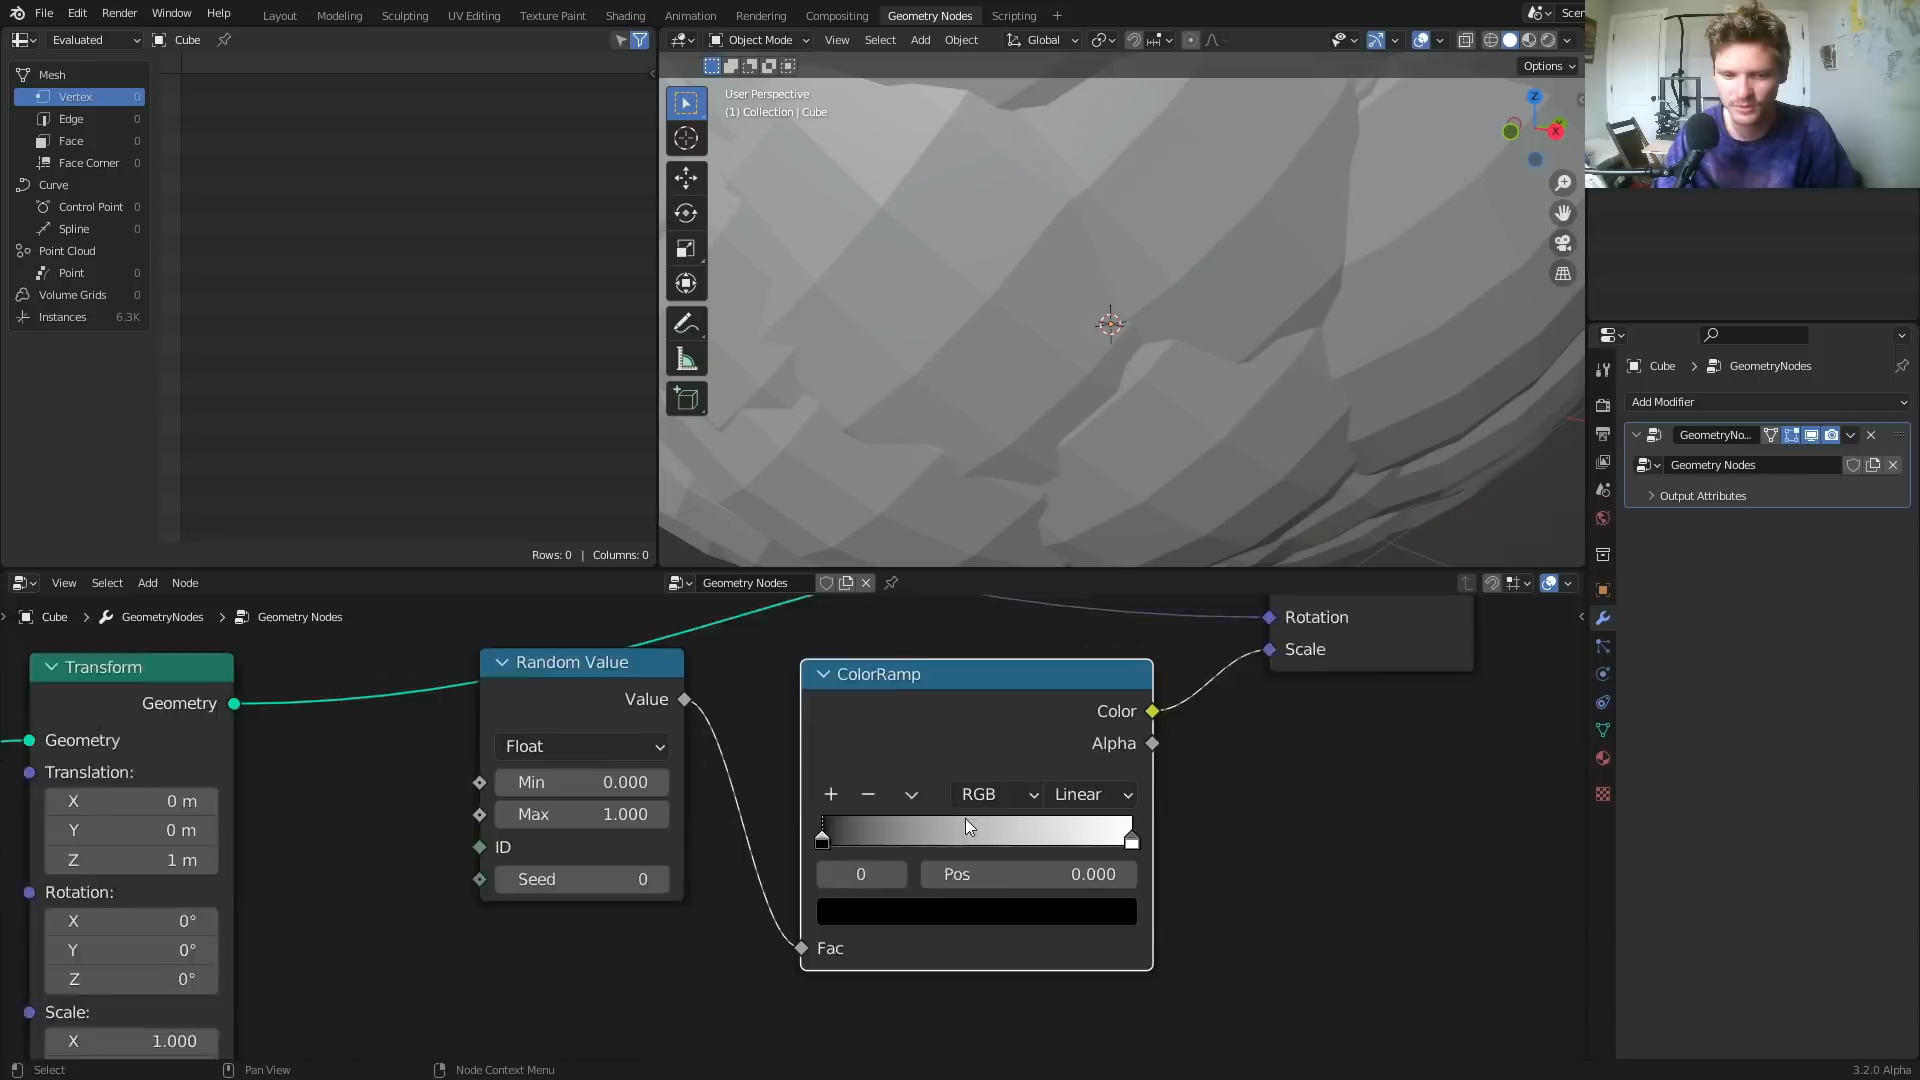 File Edit Render Window Help
Layout Modeling Sculpting UV Editing Texture Paint Shading Animation Rendering Compositing Geometry Nodes Scripting +
Scen
Evaluated Cube
Object Mode View Select Add Object Global
Options
Mesh
Vertex 0
Edge 0
Face 0
Face Corner 0
Curve
Control Point 0
Spline 0
Point Cloud
Point 0
Volume Grids 0
Instances 6.3K
Rows: 0 | Columns: 0
User Perspective
(1) Collection | Cube
Z
X
Y
Cube > GeometryNodes
Add Modifier
GeometryNo...
Geometry Nodes
Output Attributes
View Select Add Node
Geometry Nodes
Cube > GeometryNodes > Geometry Nodes
Transform
Geometry
Geometry
Translation:
X 0 m
Y 0 m
Z 1 m
Rotation:
X 0°
Y 0°
Z 0°
Scale:
X 1.000
Random Value
Value
Float
Min 0.000
Max 1.000
ID
Seed 0
ColorRamp
Color
Alpha
+ − RGB Linear
0 Pos 0.000
Fac
Rotation
Scale
Select Pan View Node Context Menu
3.2.0 Alpha